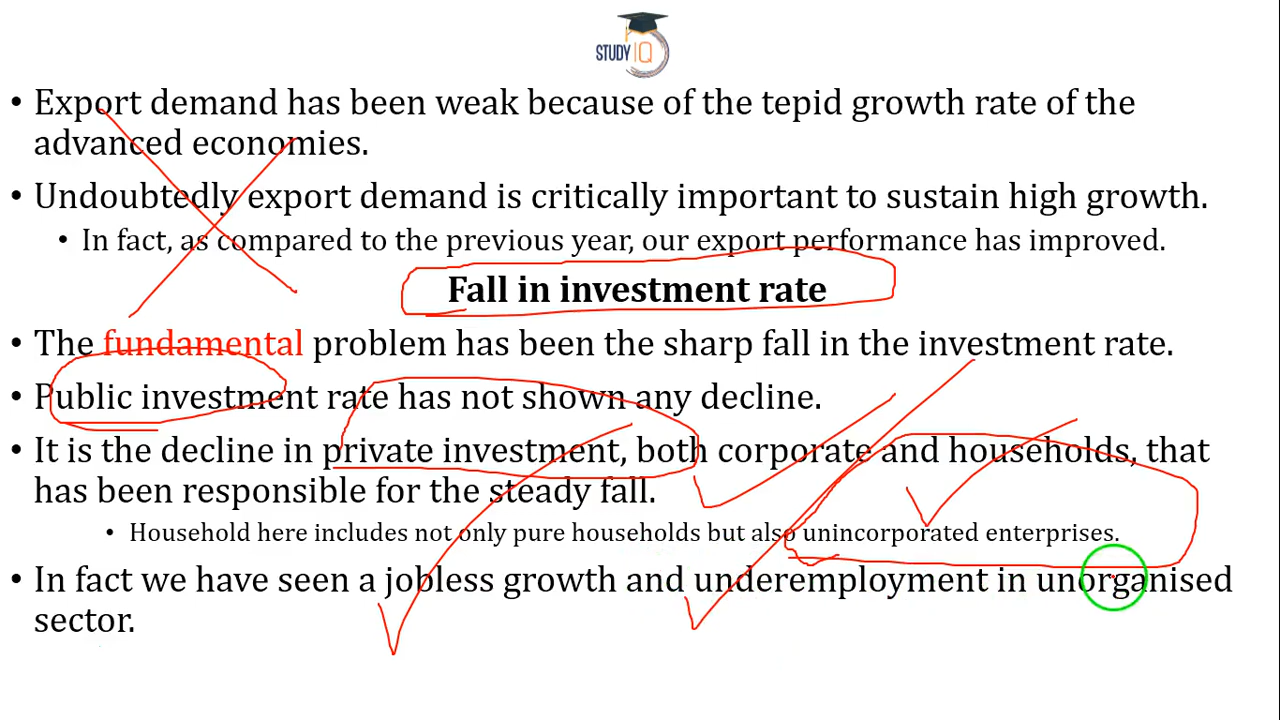 STUDY IQ
• Export demand has been weak because of the tepid growth rate of the
advanced economies.
• Undoubtedly export demand is critically important to sustain high growth.
• In fact, as compared to the previous year, our export performance has improved.
Fall in investment rate
• The fundamental problem has been the sharp fall in the investment rate.
• Public investment rate has not shown any decline.
• It is the decline in private investment, both corporate and households, that
has been responsible for the steady fall.
• Household here includes not only pure households but also unincorporated enterprises.
• In fact we have seen a jobless growth and underemployment in unorganised
sector.